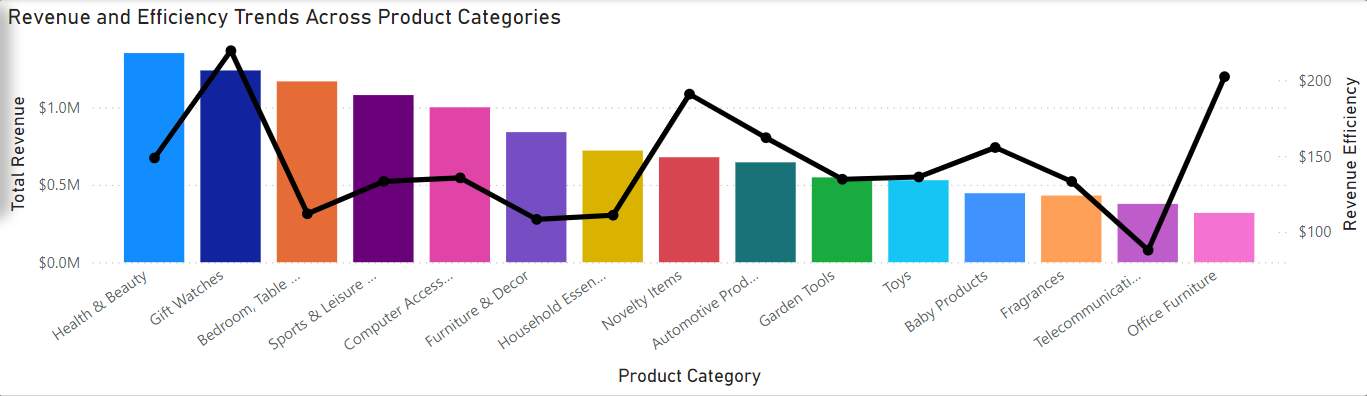 Revenue and Efficiency Trends Across Product Categories
Total Revenue
$1.0M
$0.5M
$0.0M
$200
$150
$100
Revenue Efficiency
Health & Beauty
Gift Watches
Bedroom, Table ...
Sports & Leisure ...
Computer Access...
Furniture & Decor
Household Essen...
Novelty Items
Automotive Prod...
Garden Tools
Toys
Baby Products
Fragrances
Telecommunicati...
Office Furniture
Product Category